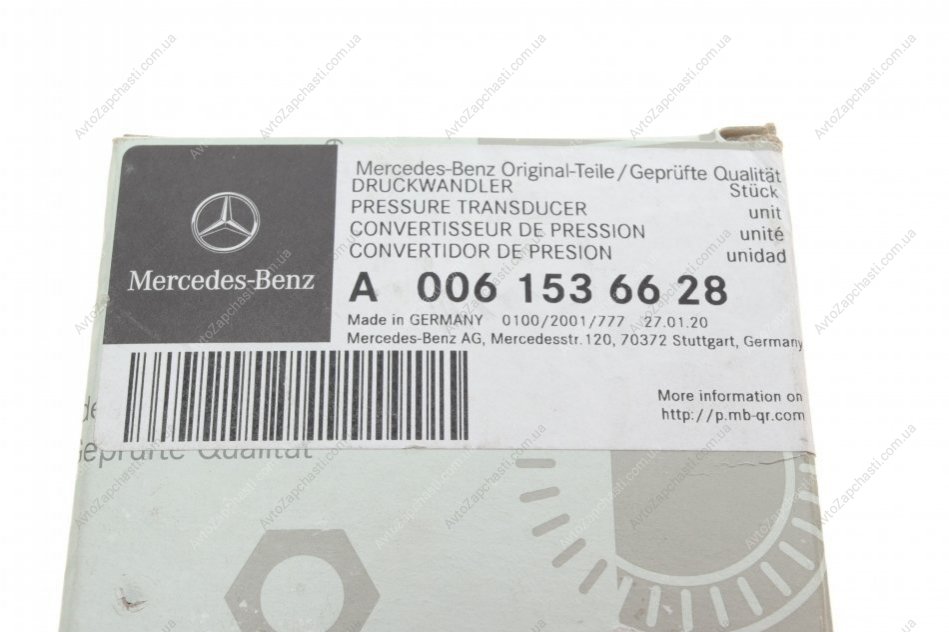 Mercedes-Benz
Mercedes-Benz Original-Teile/Geprüfte Qualität
DRUCKWANDLER Stück
PRESSURE TRANSDUCER unit
CONVERTISSEUR DE PRESSION unité
CONVERTIDOR DE PRESION unidad
A 006 153 66 28
Made in GERMANY 0100/2001/777 27.01.20
Mercedes-Benz AG, Mercedesstr.120, 70372 Stuttgart, Germany
More information on
http://p.mb-qr.com
Geprüfte Qualität
AvtoZapchasti.com.ua